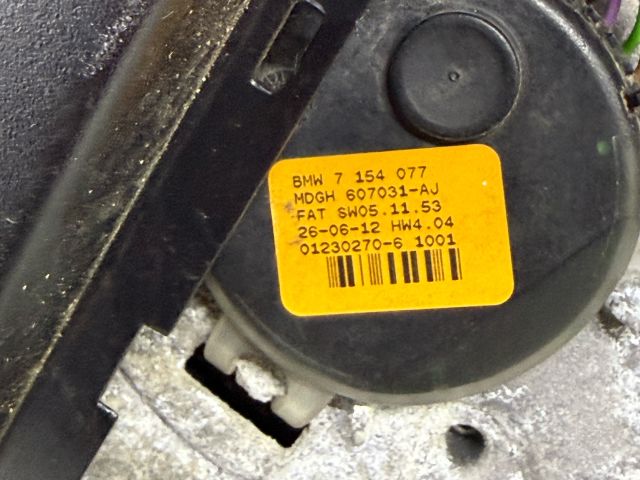 BMW 7 154 077
MDGH 607031-AJ
FAT SW05.11.53
26-06-12 HW4.04
01230270-6 1001